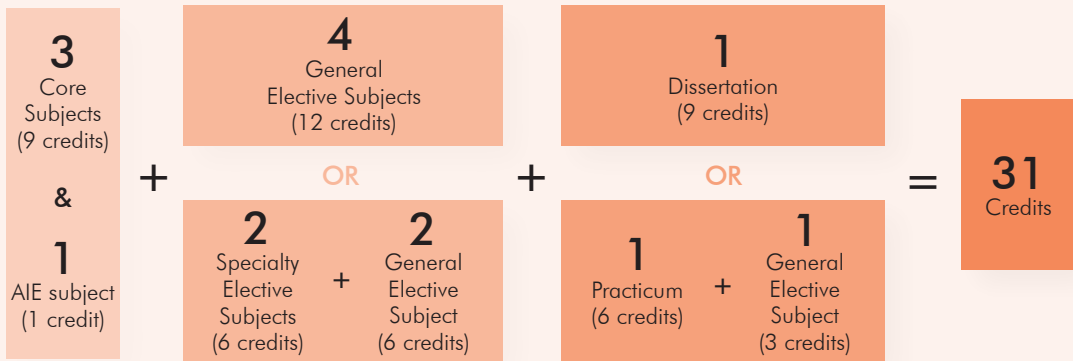 3
Core
Subjects
(9 credits)
&
1
AIE subject
(1 credit)
+
4
General
Elective Subjects
(12 credits)
OR
2
Specialty
Elective
Subjects
(6 credits)
+
2
General
Elective
Subject
(6 credits)
+
1
Dissertation
(9 credits)
OR
1
Practicum
(6 credits)
+
1
General
Elective
Subject
(3 credits)
=
31
Credits